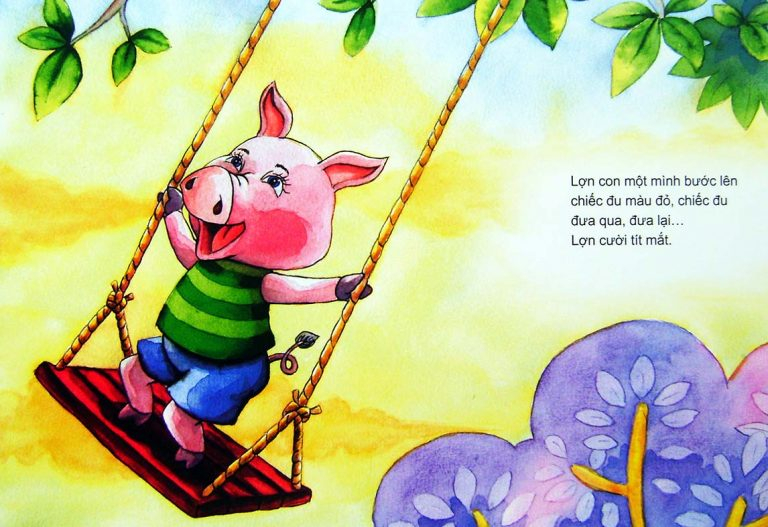 Lợn con một mình bước lên
chiếc đu màu đỏ, chiếc đu
đưa qua, đưa lại...
Lợn cười tít mắt.